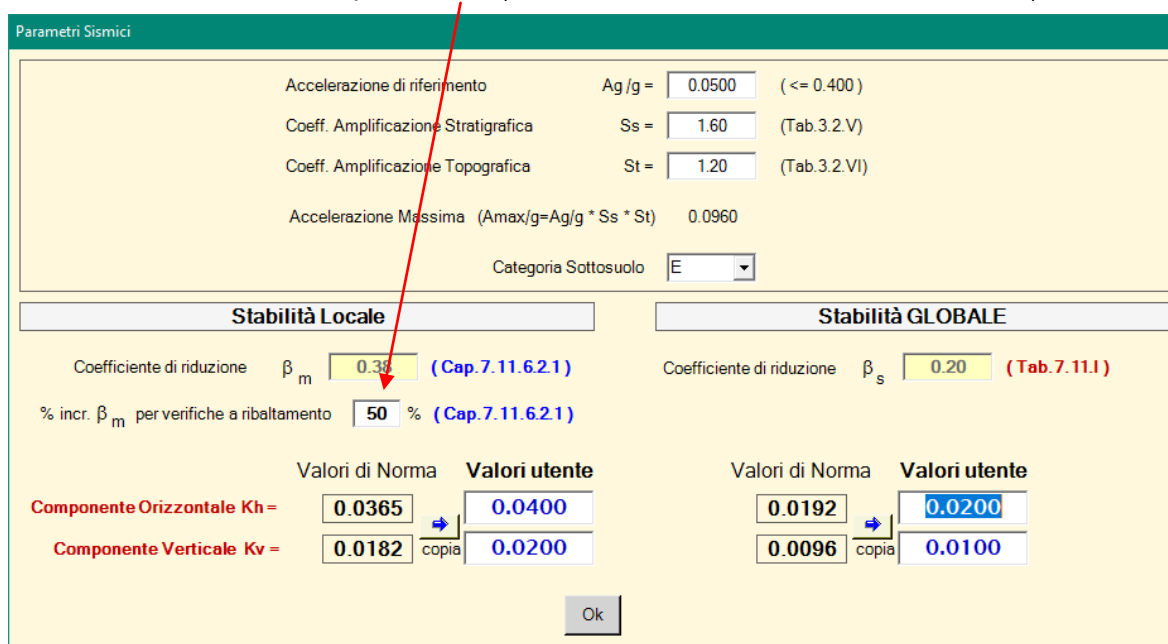 Parametri Sismici
Accelerazione di riferimento Ag /g = 0.0500 ( <= 0.400 )
Coeff. Amplificazione Stratigrafica Ss = 1.60 (Tab.3.2.V)
Coeff. Amplificazione Topografica St = 1.20 (Tab.3.2.VI)
Accelerazione Massima (Amax/g=Ag/g * Ss * St) 0.0960
Categoria Sottosuolo E
Stabilità Locale Stabilità GLOBALE
Coefficiente di riduzione β m 0.38 ( Cap.7.11.6.2.1 ) Coefficiente di riduzione β s 0.20 ( Tab.7.11.I )
% incr. β m per verifiche a ribaltamento 50 % ( Cap.7.11.6.2.1 )
Valori di Norma Valori utente Valori di Norma Valori utente
Componente Orizzontale Kh = 0.0365 0.0400 0.0192 0.0200
Componente Verticale Kv = 0.0182 copia 0.0200 0.0096 copia 0.0100
Ok